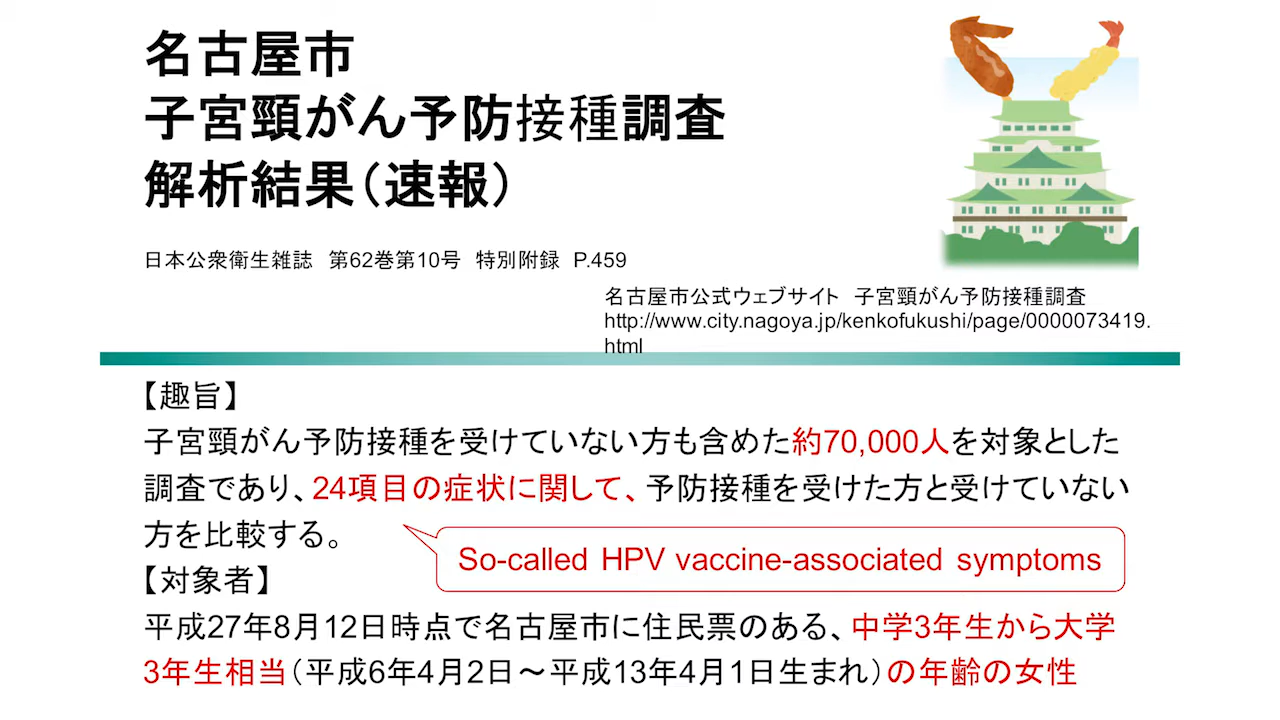 名古屋市
子宮頸がん予防接種調査
解析結果（速報）
日本公衆衛生雑誌　第62巻第10号　特別附録　P.459
名古屋市公式ウェブサイト　子宮頸がん予防接種調査
http://www.city.nagoya.jp/kenkofukushi/page/0000073419.
html
【趣旨】
子宮頸がん予防接種を受けていない方も含めた約70,000人を対象とした
調査であり、24項目の症状に関して、予防接種を受けた方と受けていない
方を比較する。
So-called HPV vaccine-associated symptoms
【対象者】
平成27年8月12日時点で名古屋市に住民票のある、中学3年生から大学
3年生相当（平成6年4月2日～平成13年4月1日生まれ）の年齢の女性